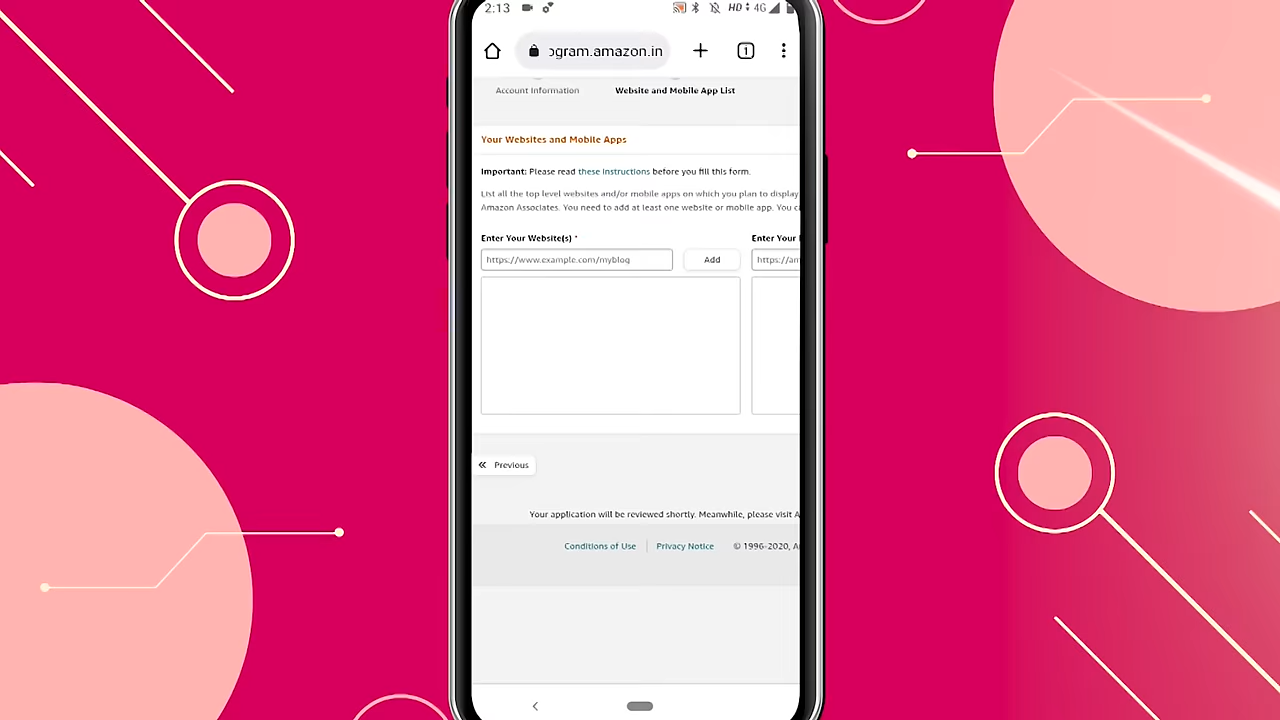 2:13 HD 4G
ogram.amazon.in 1
Account Information Website and Mobile App List
Your Websites and Mobile Apps
Important: Please read these instructions before you fill this form.
List all the top level websites and/or mobile apps on which you plan to display
Amazon Associates. You need to add at least one website or mobile app. You
Enter Your Website(s) * Enter Your
https://www.example.com/myblog Add https://am
« Previous
Your application will be reviewed shortly. Meanwhile, please visit A
Conditions of Use Privacy Notice © 1996-2020, A